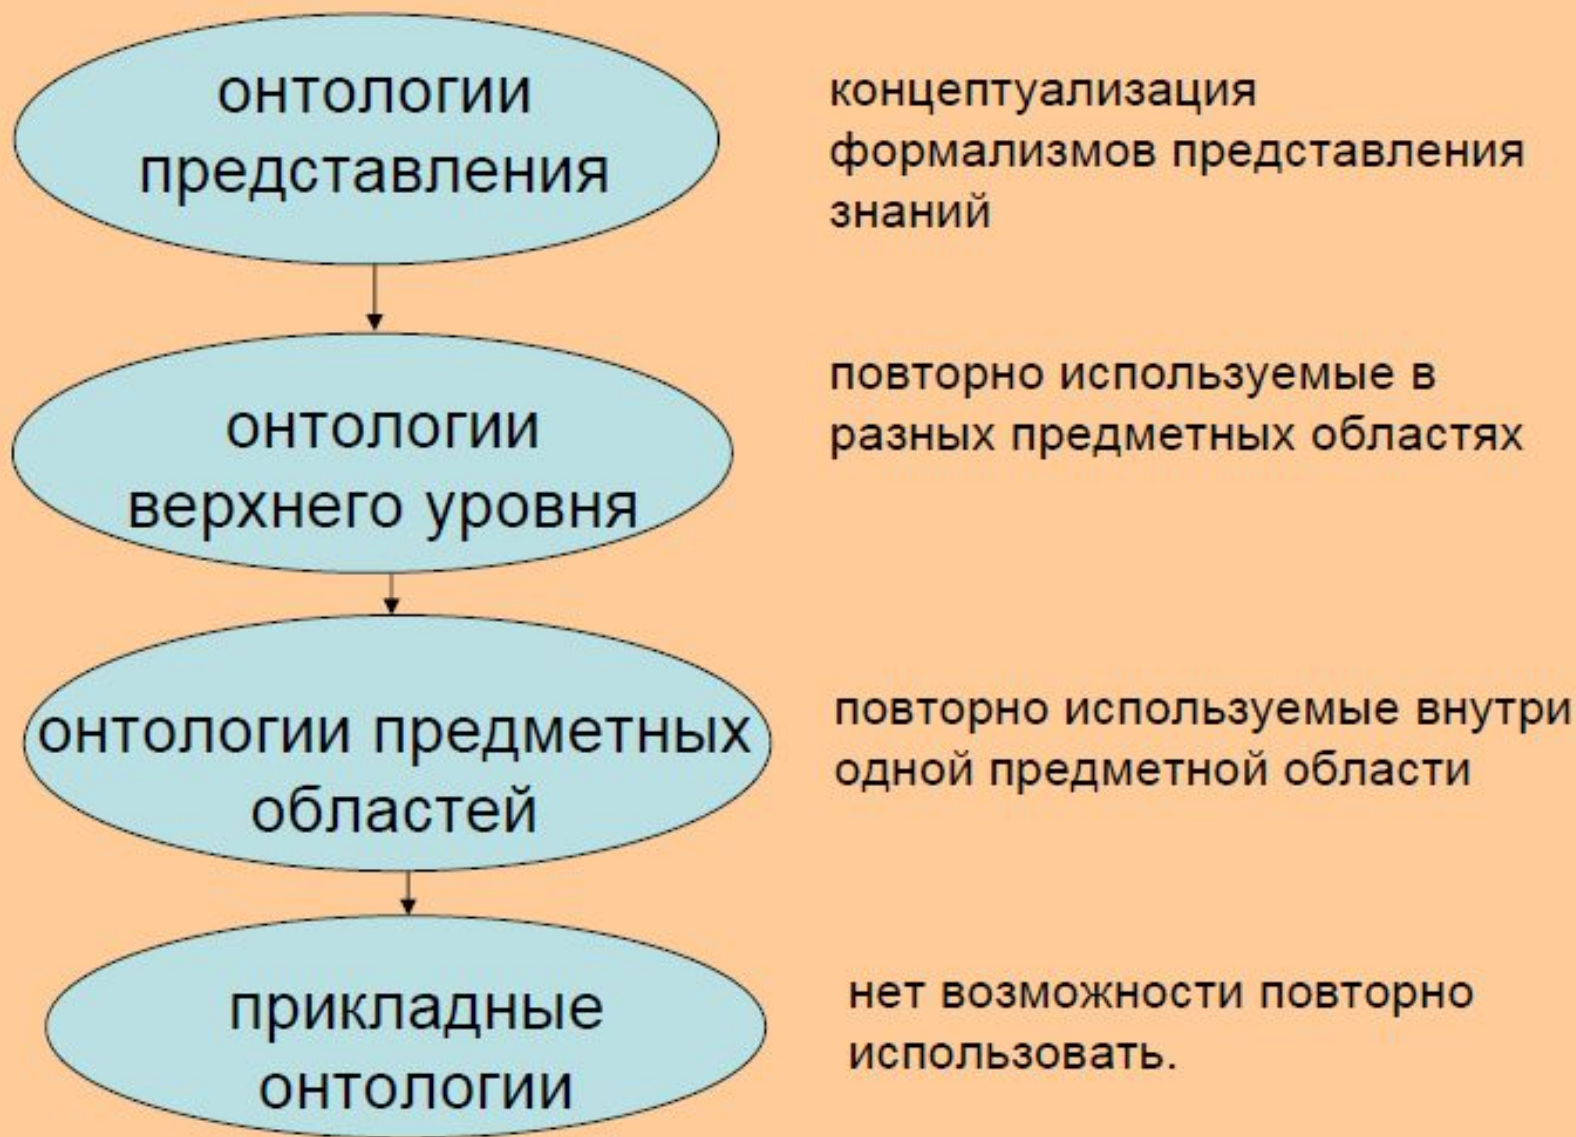 онтологии
представления
концептуализация
формализмов представления
знаний
онтологии
верхнего уровня
повторно используемые в
разных предметных областях
онтологии предметных
областей
повторно используемые внутри
одной предметной области
прикладные
онтологии
нет возможности повторно
использовать.